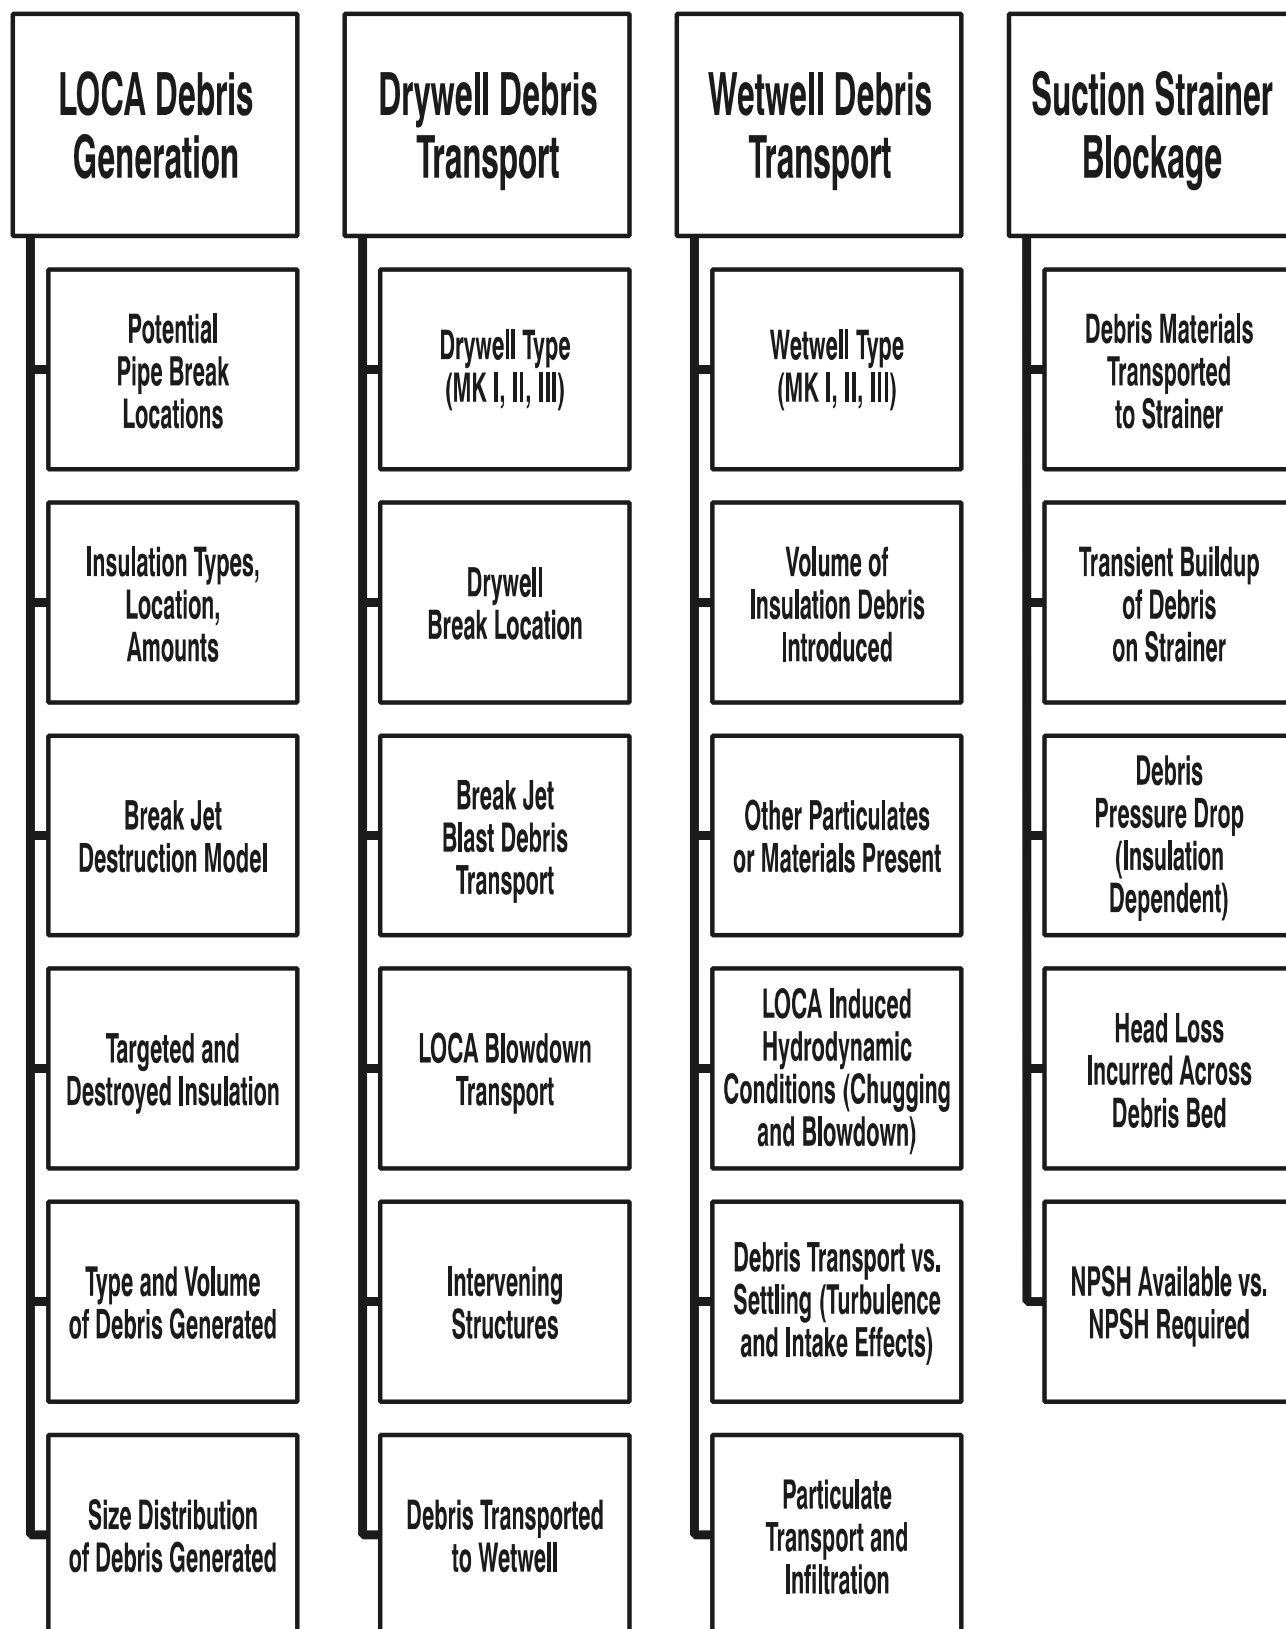 LOCA Debris
Generation
Potential
Pipe Break
Locations
Insulation Types,
Location,
Amounts
Break Jet
Destruction Model
Targeted and
Destroyed Insulation
Type and Volume
of Debris Generated
Size Distribution
of Debris Generated
Drywell Debris
Transport
Drywell Type
(MK I, II, III)
Drywell
Break Location
Break Jet
Blast Debris
Transport
LOCA Blowdown
Transport
Intervening
Structures
Debris Transported
to Wetwell
Wetwell Debris
Transport
Wetwell Type
(MK I, II, III)
Volume of
Insulation Debris
Introduced
Other Particulates
or Materials Present
LOCA Induced
Hydrodynamic
Conditions (Chugging
and Blowdown)
Debris Transport vs.
Settling (Turbulence
and Intake Effects)
Particulate
Transport and
Infiltration
Suction Strainer
Blockage
Debris Materials
Transported
to Strainer
Transient Buildup
of Debris
on Strainer
Debris
Pressure Drop
(Insulation
Dependent)
Head Loss
Incurred Across
Debris Bed
NPSH Available vs.
NPSH Required